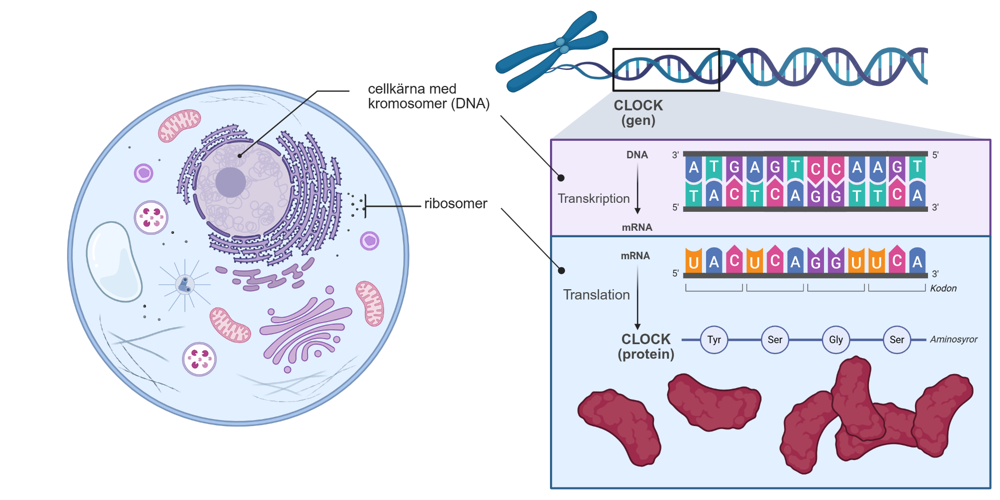 cellkärna med
kromosomer (DNA)
ribosomer
CLOCK
(gen)
DNA
3' A T G A G T C C A A G T 5'
Transkription
5' T A C T C A G G T T C A 3'
mRNA
mRNA
5' U A C U C A G G U U C A 3'
Kodon
Translation
CLOCK
(protein)
Tyr Ser Gly Ser Aminosyror